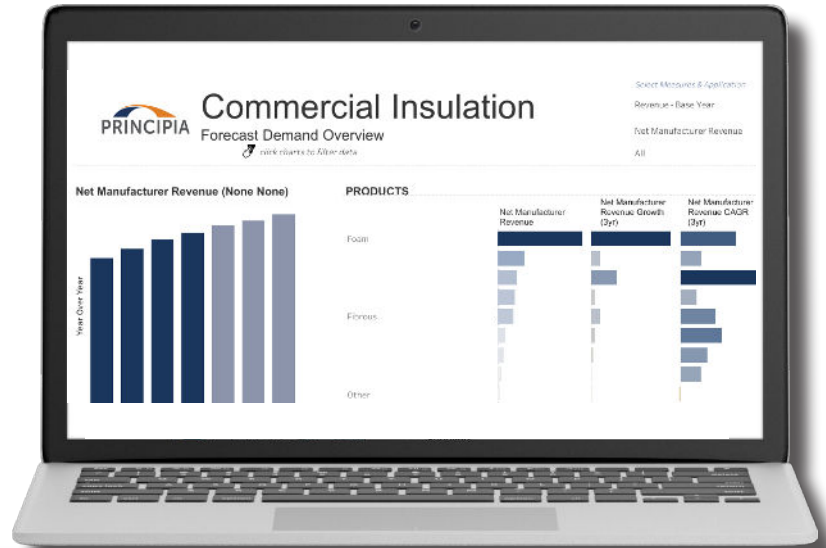 Select Measures & Application
PRINCIPIA
Commercial Insulation
Revenue - Base Year
Forecast Demand Overview
Net Manufacturer Revenue
click charts to filter data
All
Net Manufacturer Revenue (None None)
PRODUCTS
Net Manufacturer
Revenue
Net Manufacturer
Revenue Growth
(3yr)
Net Manufacturer
Revenue CAGR
(3yr)
Foam
Year Over Year
Fibrous
Other